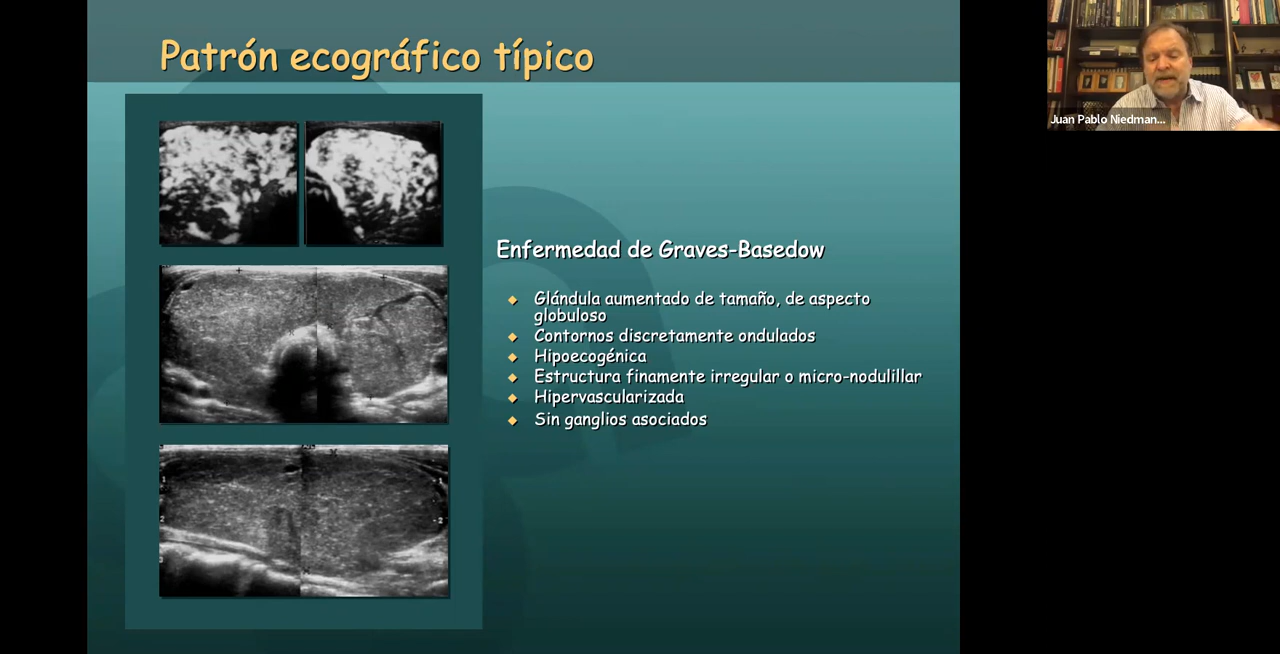 Patrón ecográfico típico
Juan Pablo Niedman...
Enfermedad de Graves-Basedow
Glándula aumentado de tamaño, de aspecto
globuloso
Contornos discretamente ondulados
Hipoecogénica
Estructura finamente irregular o micro-nodulillar
Hipervascularizada
Sin ganglios asociados